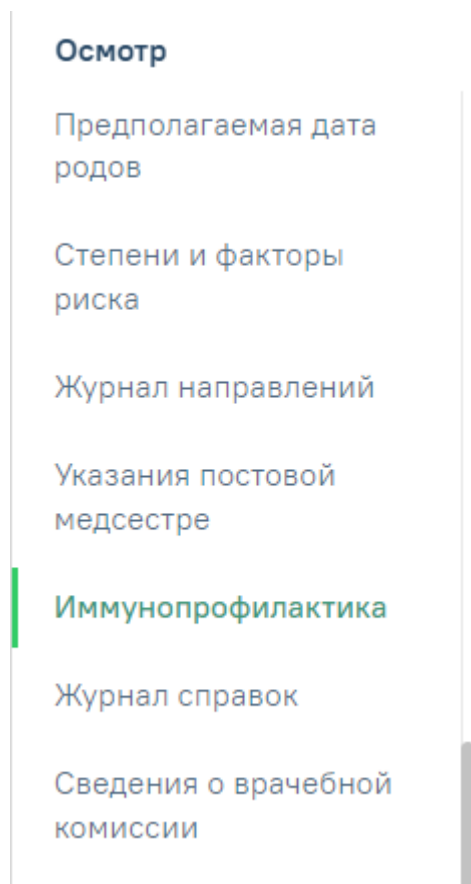 Осмотр
Предполагаемая дата
родов
Степени и факторы
риска
Журнал направлений
Указания постовой
медсестре
Иммунопрофилактика
Журнал справок
Сведения о врачебной
комиссии